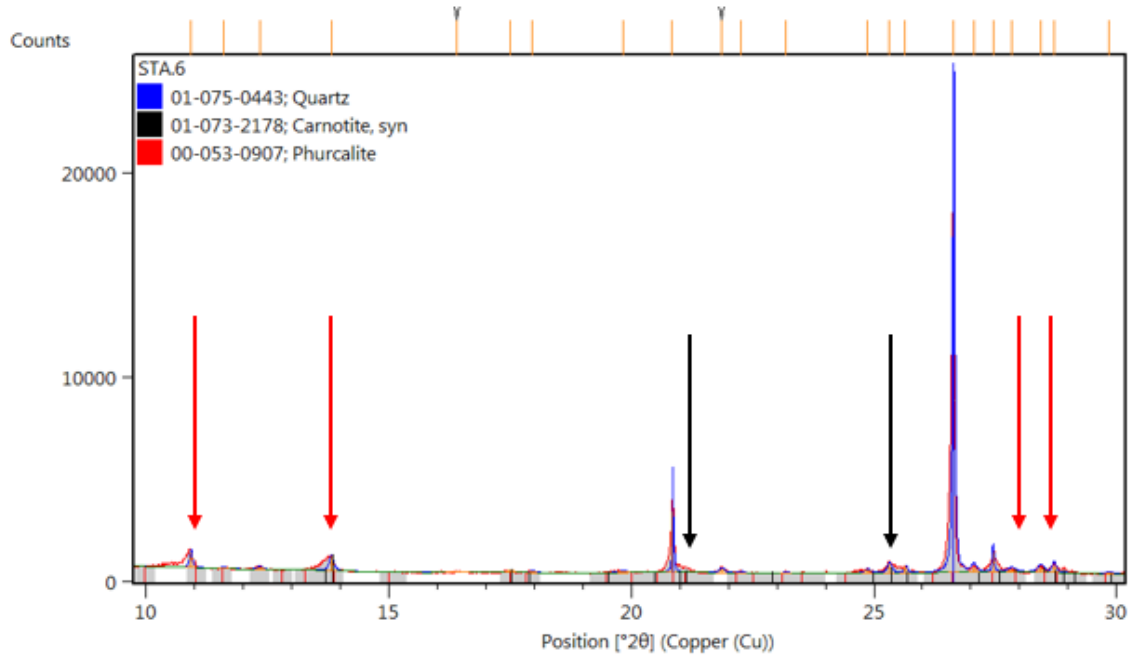 Counts
STA.6
01-075-0443; Quartz
01-073-2178; Carnotite, syn
00-053-0907; Phurcalite
20000
10000
0
10 15 20 25 30
Position [°2θ] (Copper (Cu))